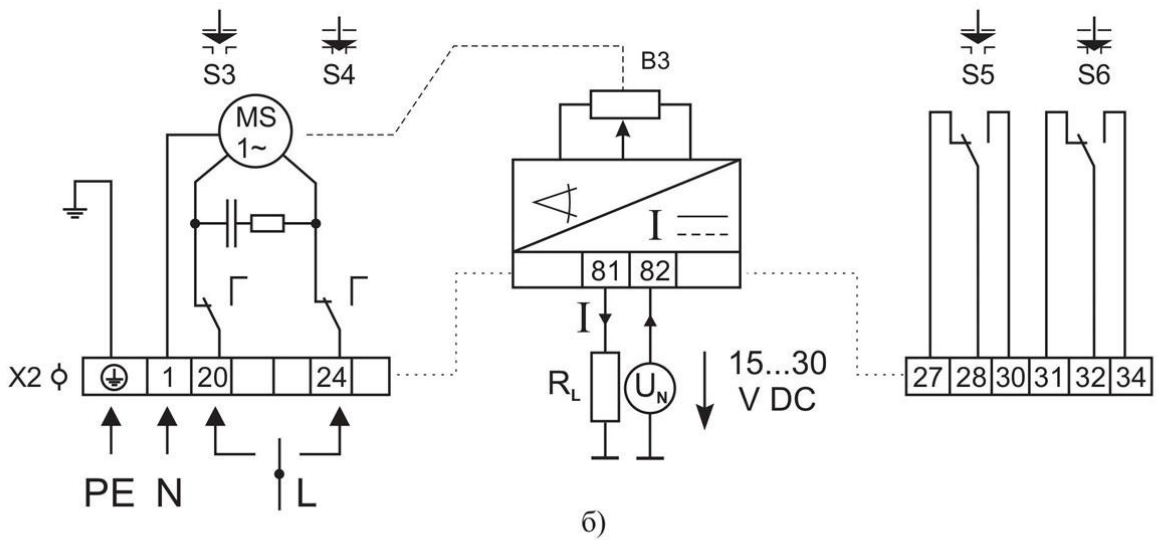 S3
S4
B3
S5
S6
MS
1~
I
81 82
I
15...30
V DC
R_L
U_N
X2
1 20 24
27 28 30 31 32 34
PE N L
б)